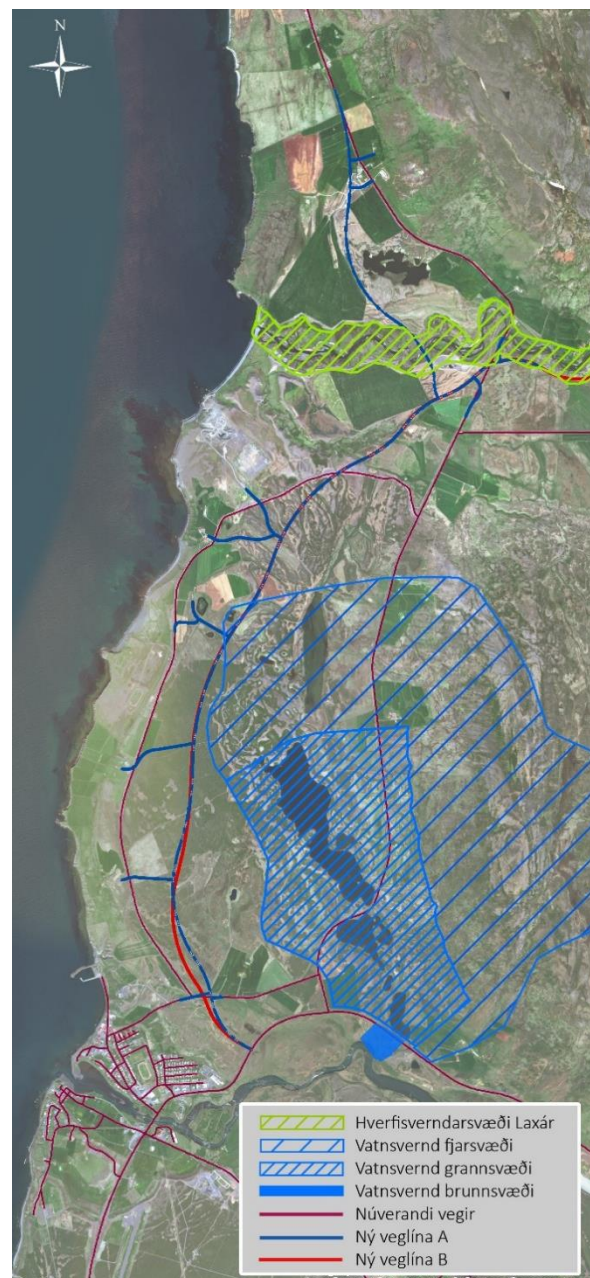 N
Hverfisverndarsvæði Laxár
Vatnsvernd fjarsvæði
Vatnsvernd grannsvæði
Vatnsvernd brunnsvæði
Núverandi vegir
Ný veglína A
Ný veglína B